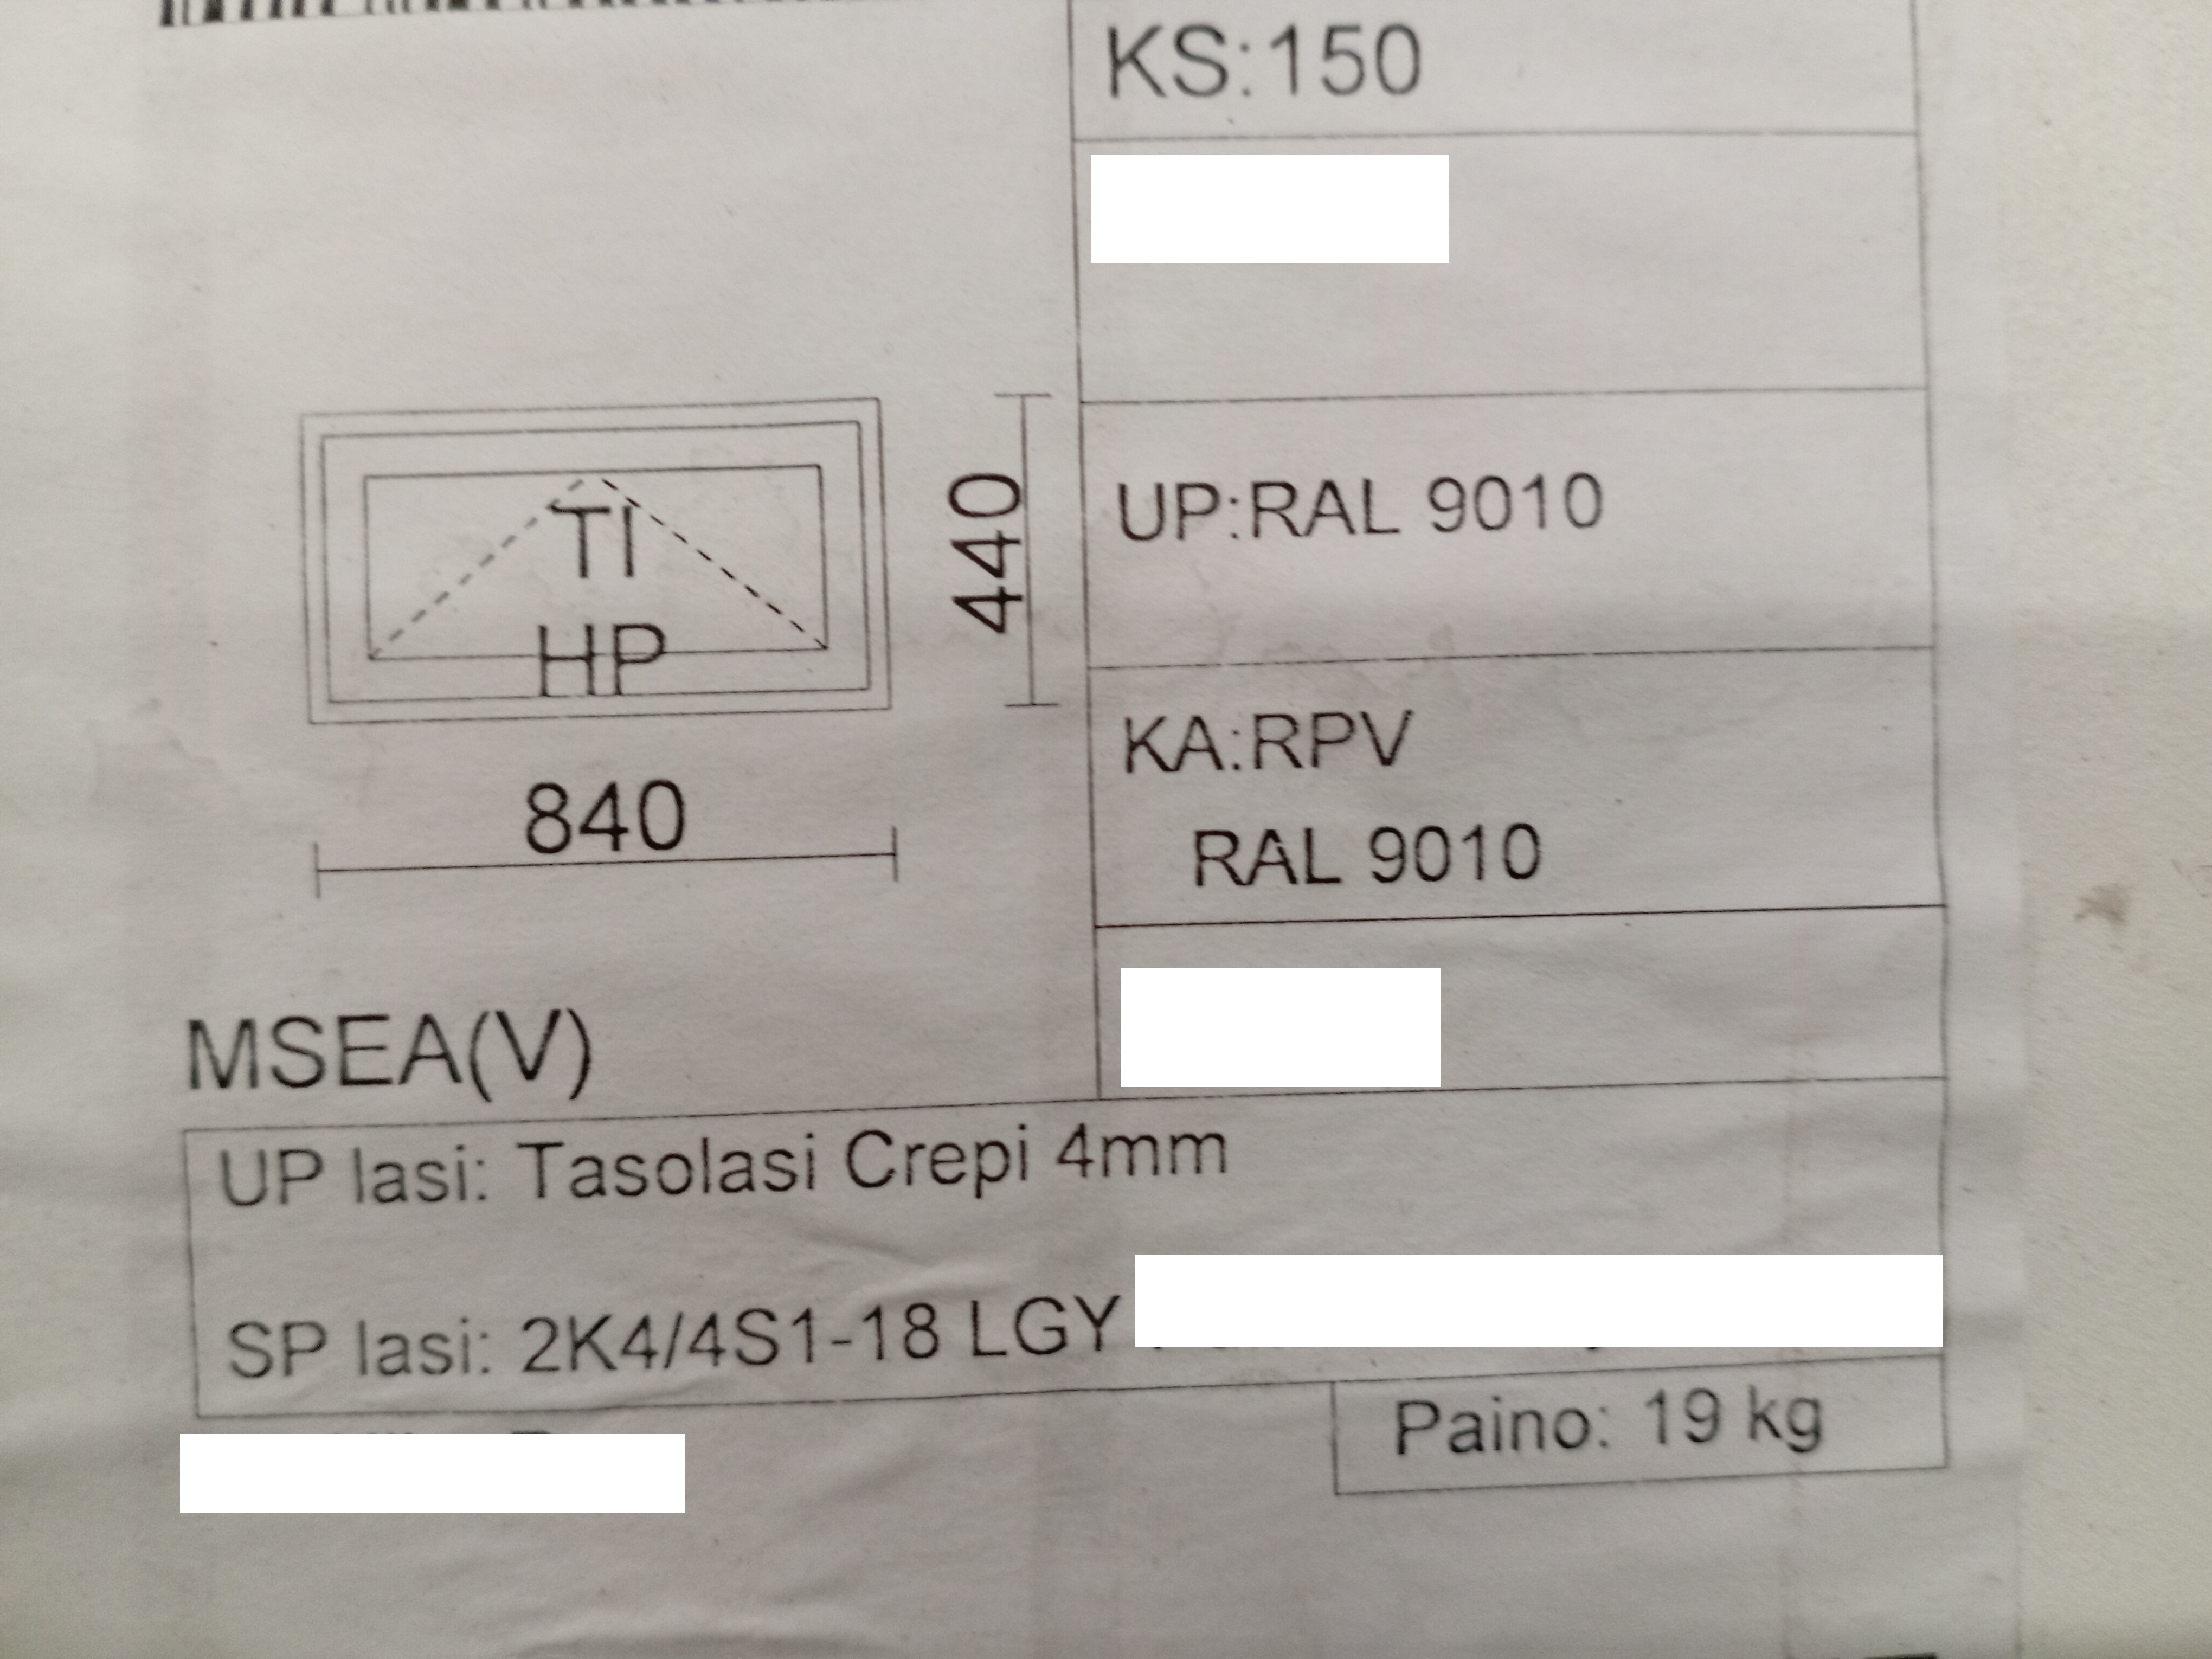 KS:150
TI
HP
440
840
UP:RAL 9010
KA:RPV
RAL 9010
MSEA(V)
UP lasi: Tasolasi Crepi 4mm
SP lasi: 2K4/4S1-18 LGY
Paino: 19 kg